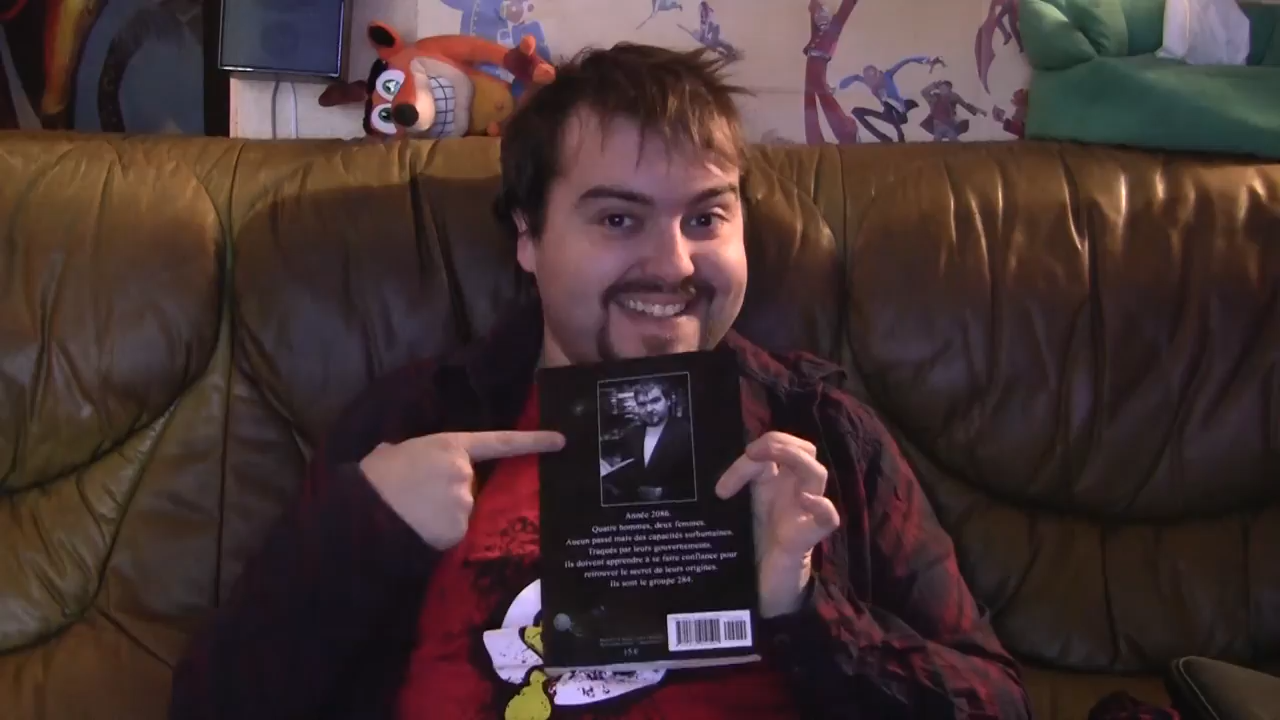 Année 2086.
Quatre hommes, deux femmes.
Aucun passé mais des capacités surhumaines.
Traqués par leurs gouvernements.
Ils doivent apprendre à se faire confiance pour
retrouver le secret de leurs origines.
Ils sont le groupe 284.
15 €